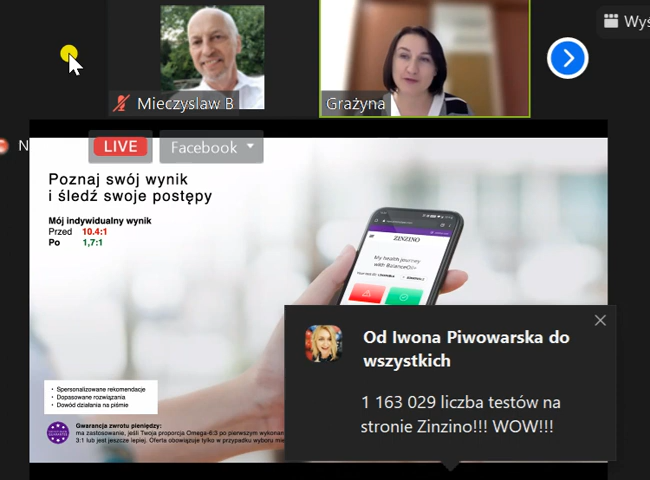 Wyś
Mieczyslaw B
Grażyna
N
LIVE
Facebook
Poznaj swój wynik
i śledź swoje postępy
Mój indywidualny wynik
Przed 10.4:1
Po 1,7:1
ZINZINO
My health journey
with BalanceOil+
• Spersonalizowane rekomendacje
• Dopasowane rozwiązania
• Dowód działania na piśmie
Gwarancja zwrotu pieniędzy:
ma zastosowanie, jeśli Twoja proporcja Omega-6:3 po pierwszym wykonan
3:1 lub jest jeszcze lepiej. Oferta obowiązuje tylko w przypadku wyboru mie
Od Iwona Piwowarska do
wszystkich
1 163 029 liczba testów na
stronie Zinzino!!! WOW!!!